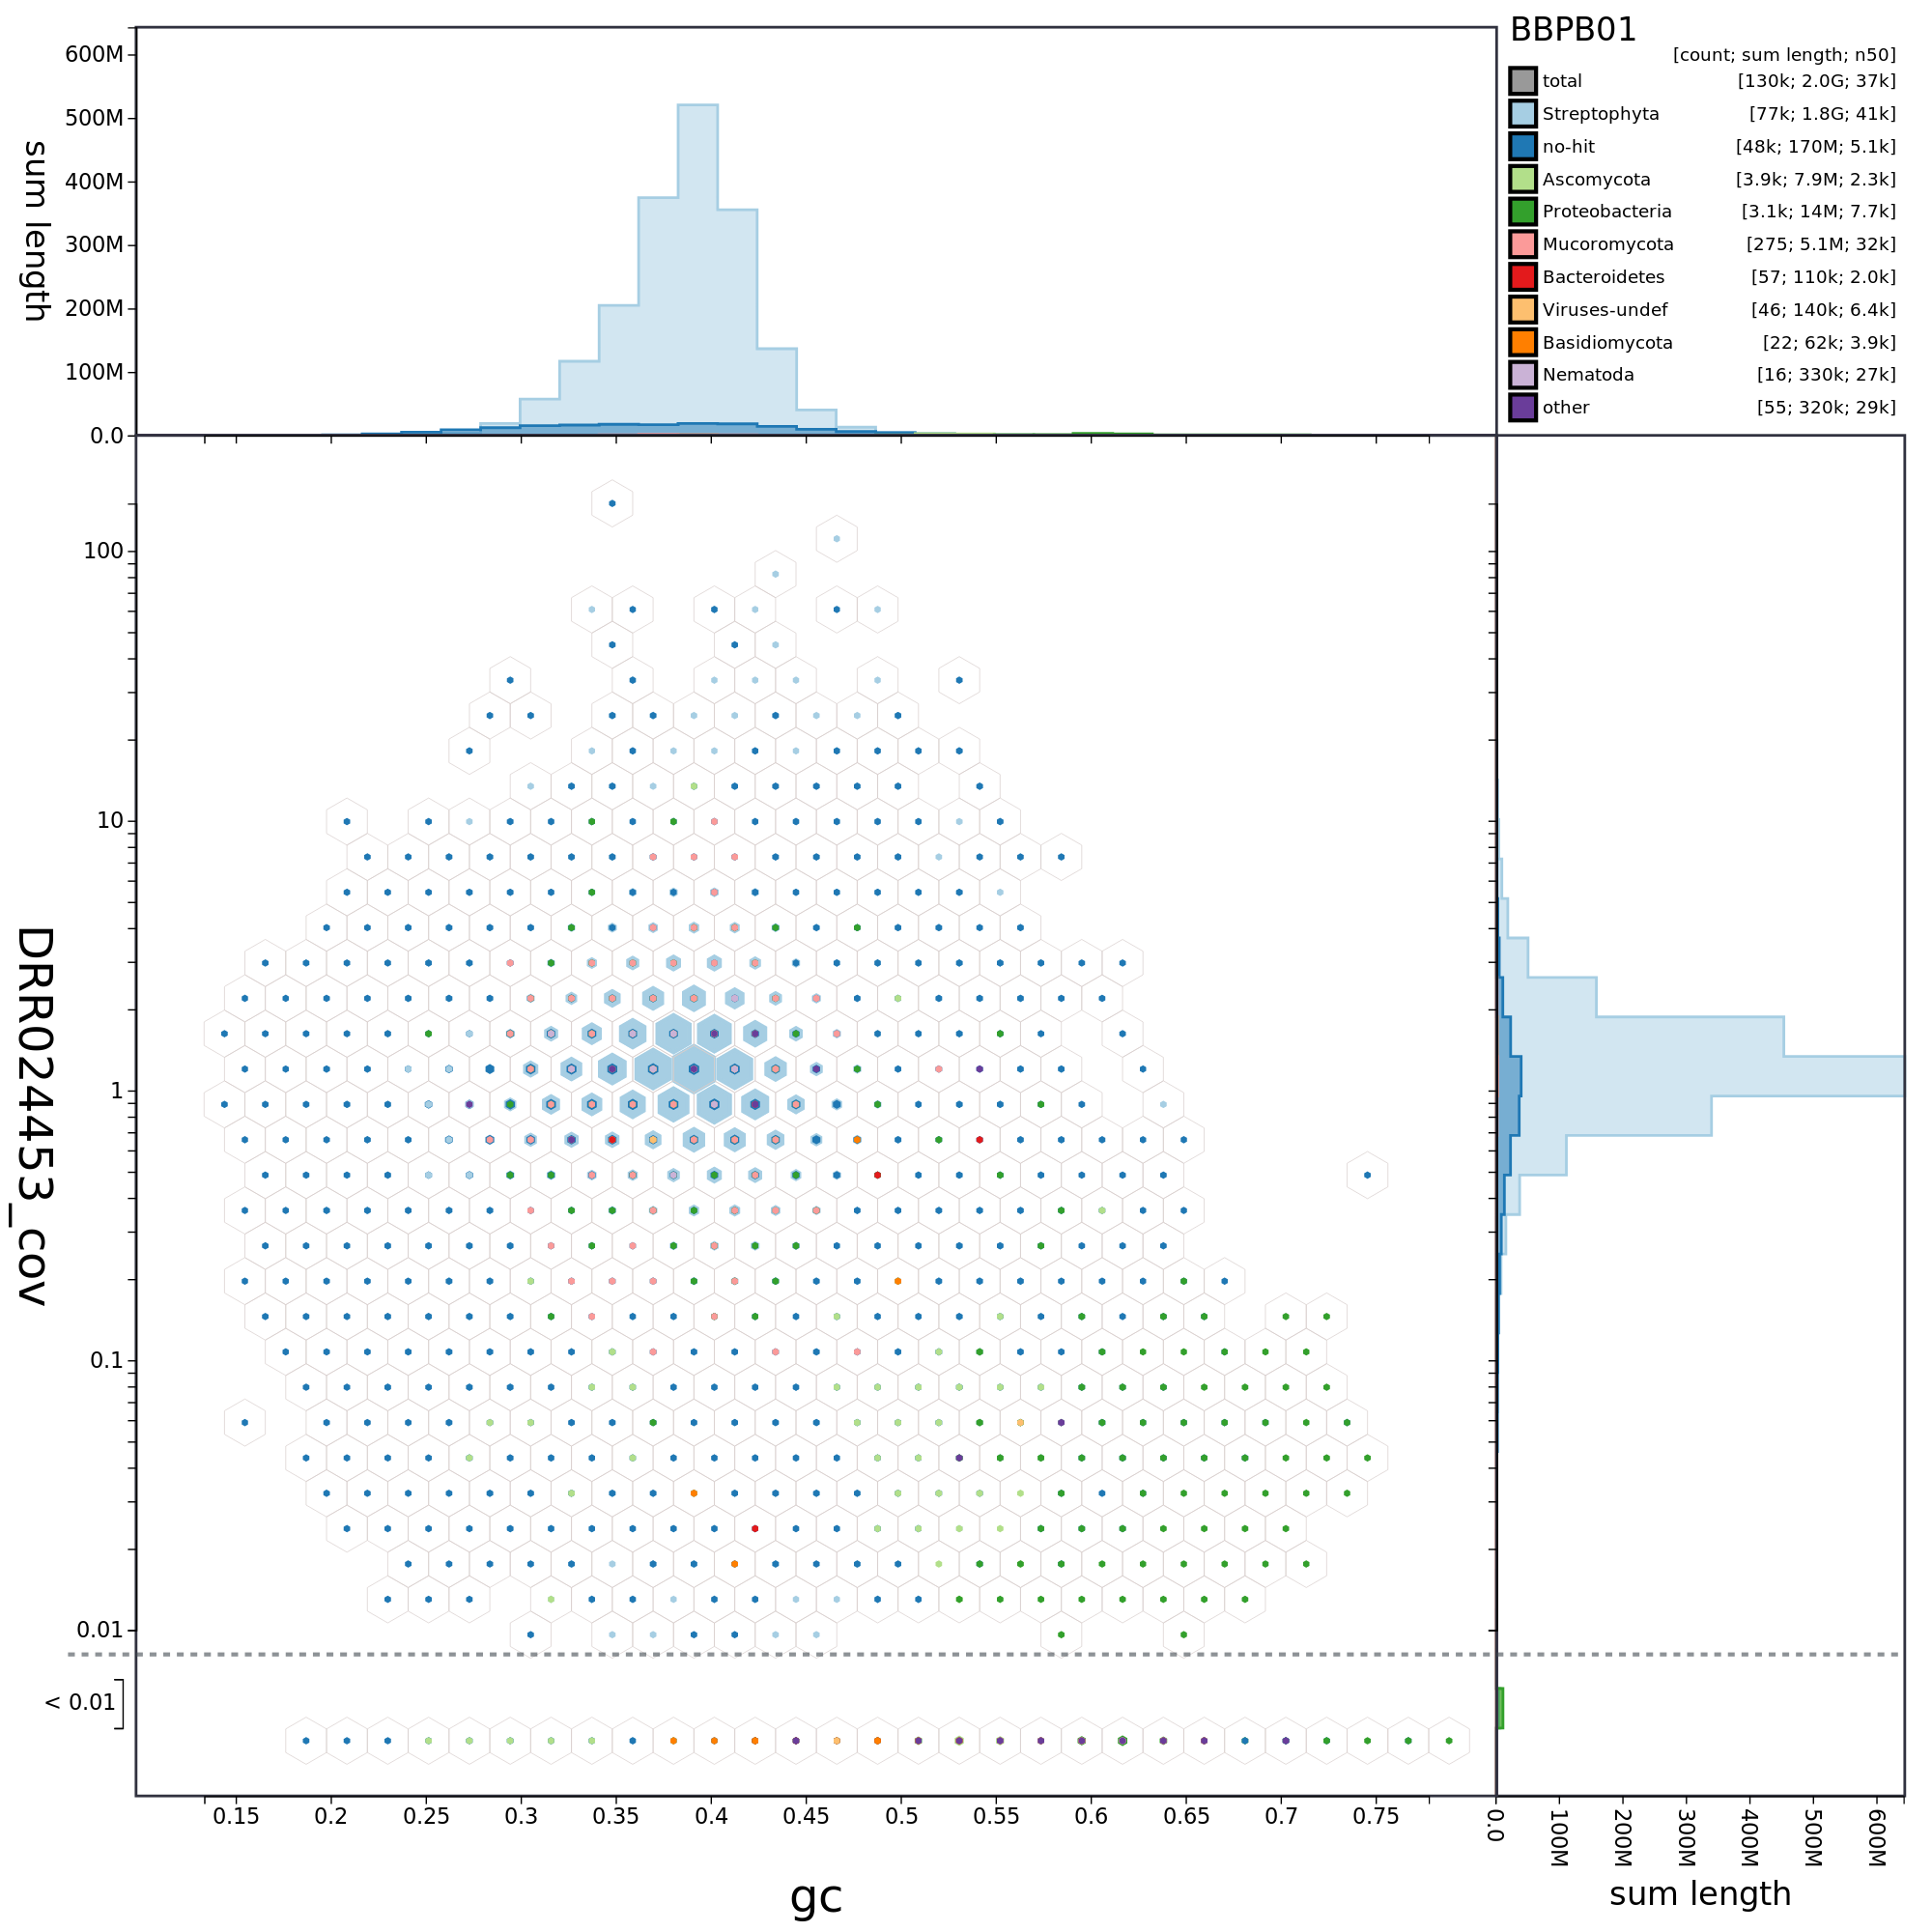 BBPB01
[count; sum length; n50]
total [130k; 2.0G; 37k]
Streptophyta [77k; 1.8G; 41k]
no-hit [48k; 170M; 5.1k]
Ascomycota [3.9k; 7.9M; 2.3k]
Proteobacteria [3.1k; 14M; 7.7k]
Mucoromycota [275; 5.1M; 32k]
Bacteroidetes [57; 110k; 2.0k]
Viruses-undef [46; 140k; 6.4k]
Basidiomycota [22; 62k; 3.9k]
Nematoda [16; 330k; 27k]
other [55; 320k; 29k]
600M
500M
400M
300M
200M
100M
0.0
sum length
100
10
1
0.1
0.01
< 0.01
DRR024453_cov
0.15 0.2 0.25 0.3 0.35 0.4 0.45 0.5 0.55 0.6 0.65 0.7 0.75
gc
0.0 100M 200M 300M 400M 500M 600M
sum length